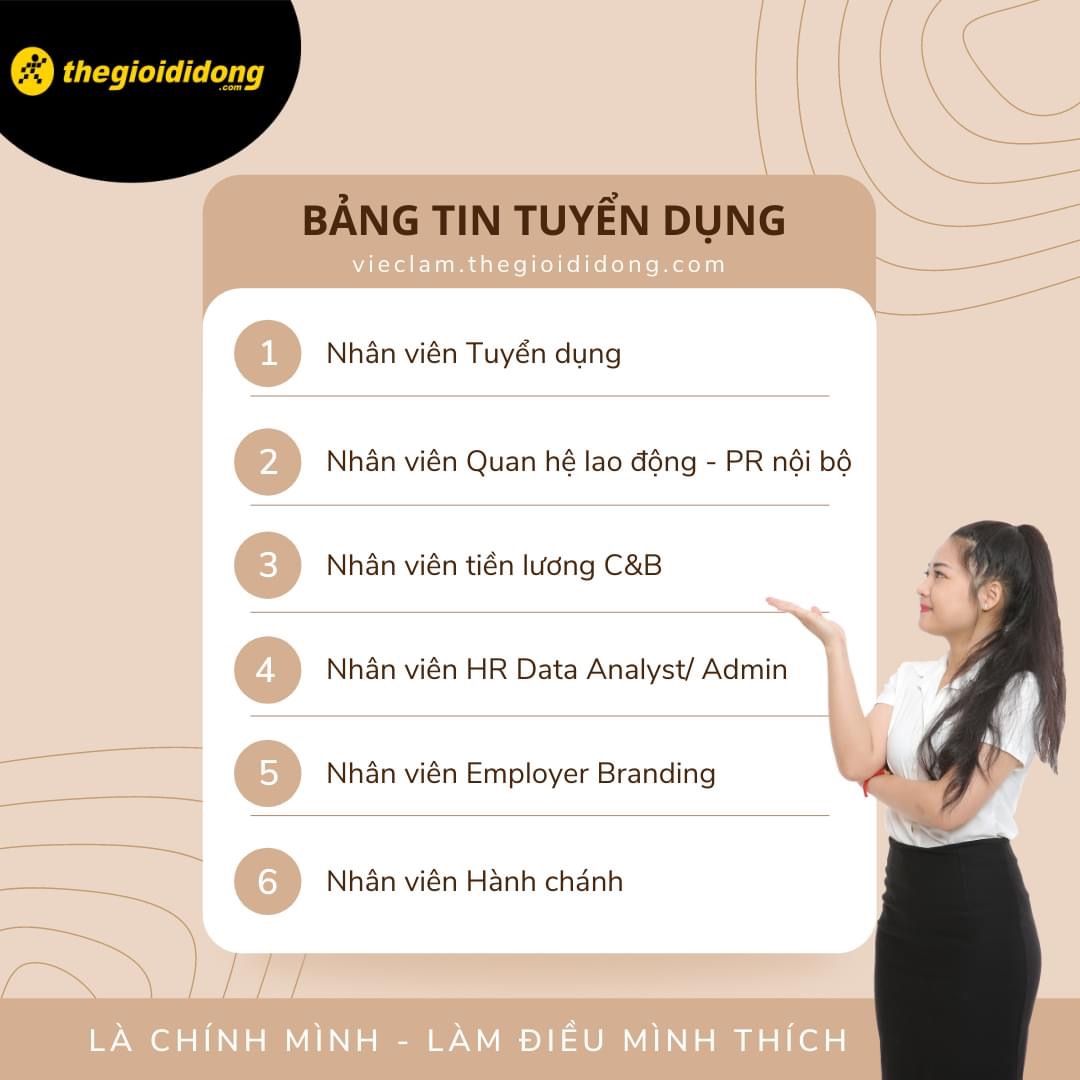 thegioididong
.com
BẢNG TIN TUYỂN DỤNG
vieclam.thegioididong.com
1 Nhân viên Tuyển dụng
2 Nhân viên Quan hệ lao động - PR nội bộ
3 Nhân viên tiền lương C&B
4 Nhân viên HR Data Analyst/ Admin
5 Nhân viên Employer Branding
6 Nhân viên Hành chánh
LÀ CHÍNH MÌNH - LÀM ĐIỀU MÌNH THÍCH